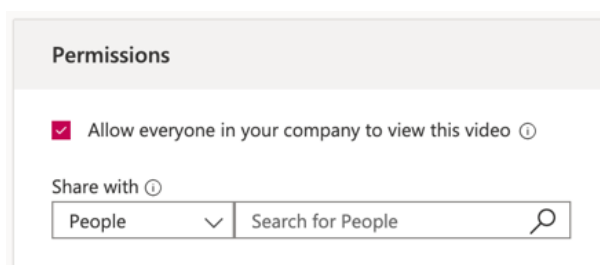 Permissions
Allow everyone in your company to view this video
Share with
People Search for People